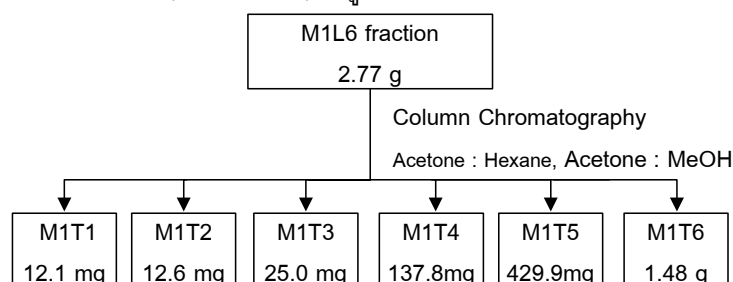 M1L6 fraction
2.77 g
Column Chromatography
Acetone : Hexane, Acetone : MeOH
M1T1 M1T2 M1T3 M1T4 M1T5 M1T6
12.1 mg 12.6 mg 25.0 mg 137.8mg 429.9mg 1.48 g